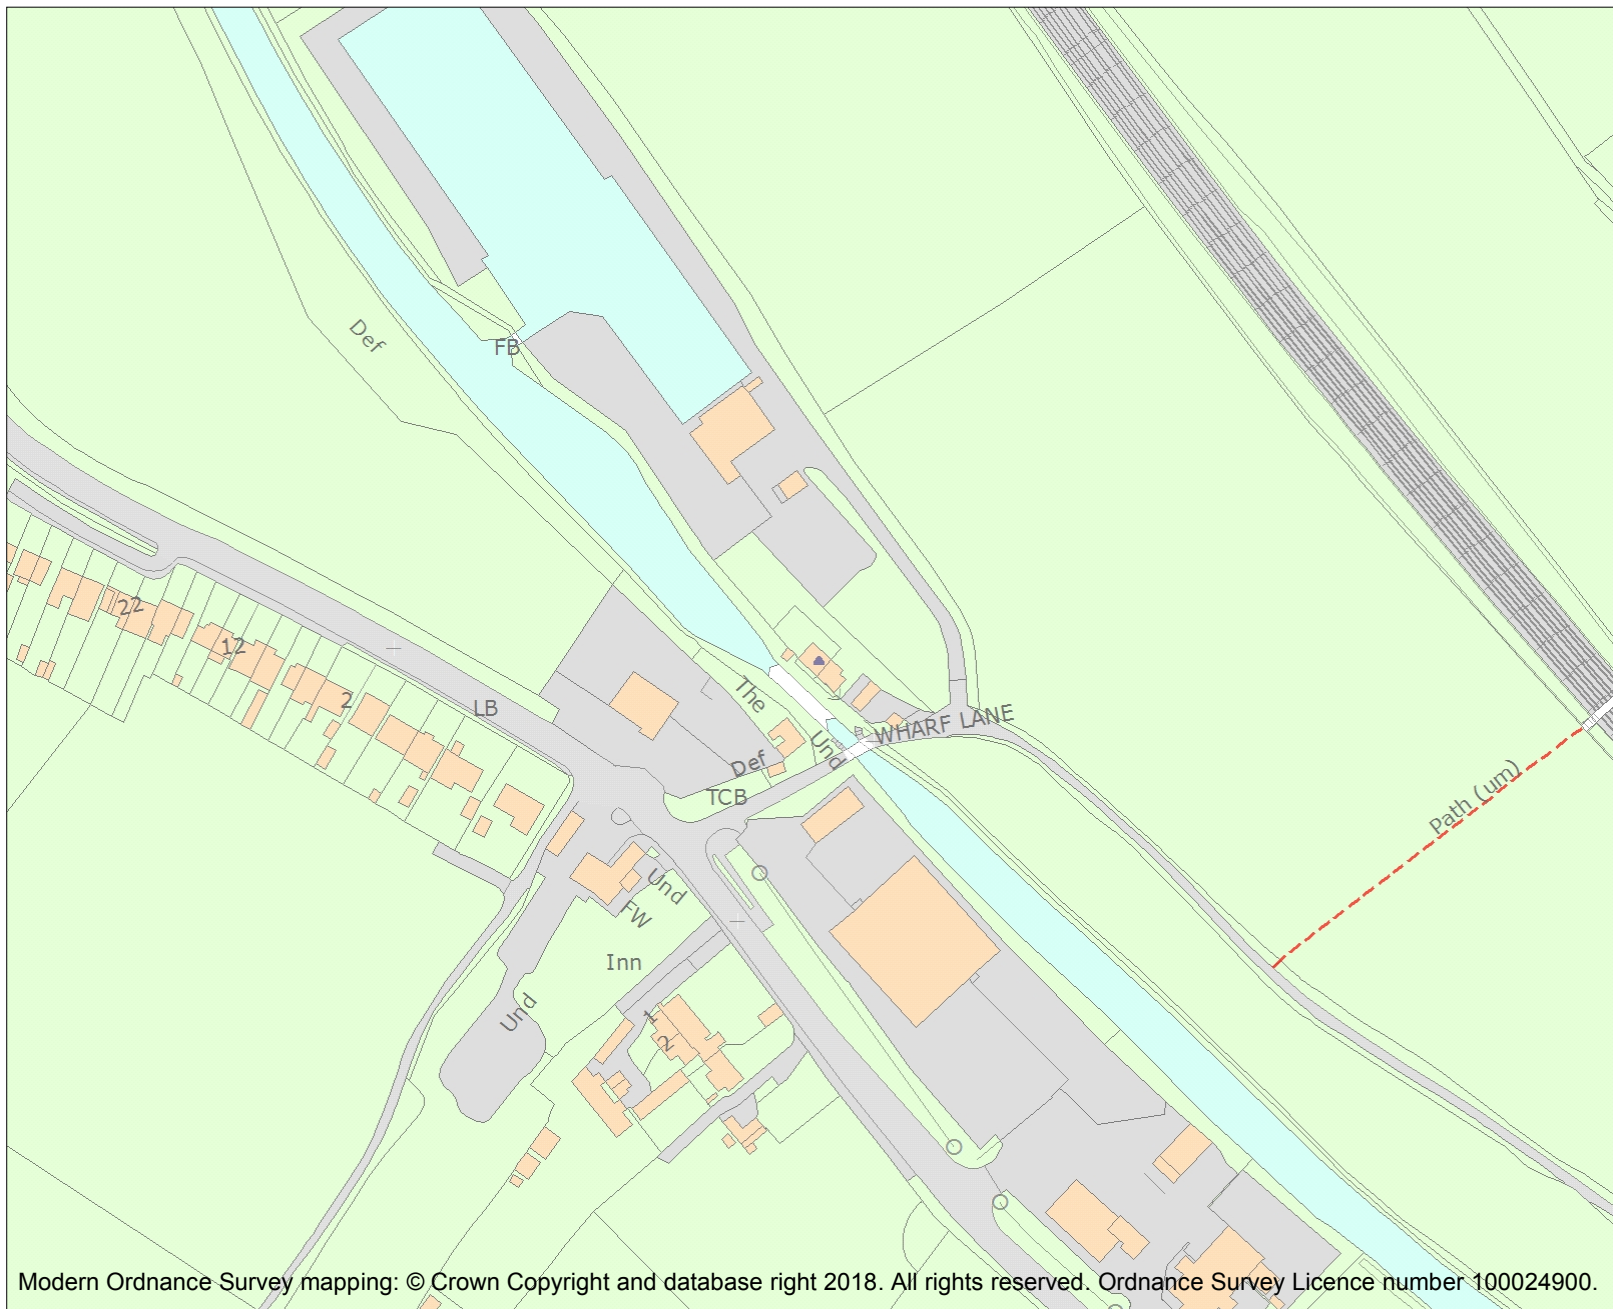 Def
FB
22
12
2
LB
The
Und
WHARF LANE
Def
TCB
Path (um)
Und
FW
Inn
Und
1
2
Modern Ordnance Survey mapping: © Crown Copyright and database right 2018. All rights reserved. Ordnance Survey Licence number 100024900.